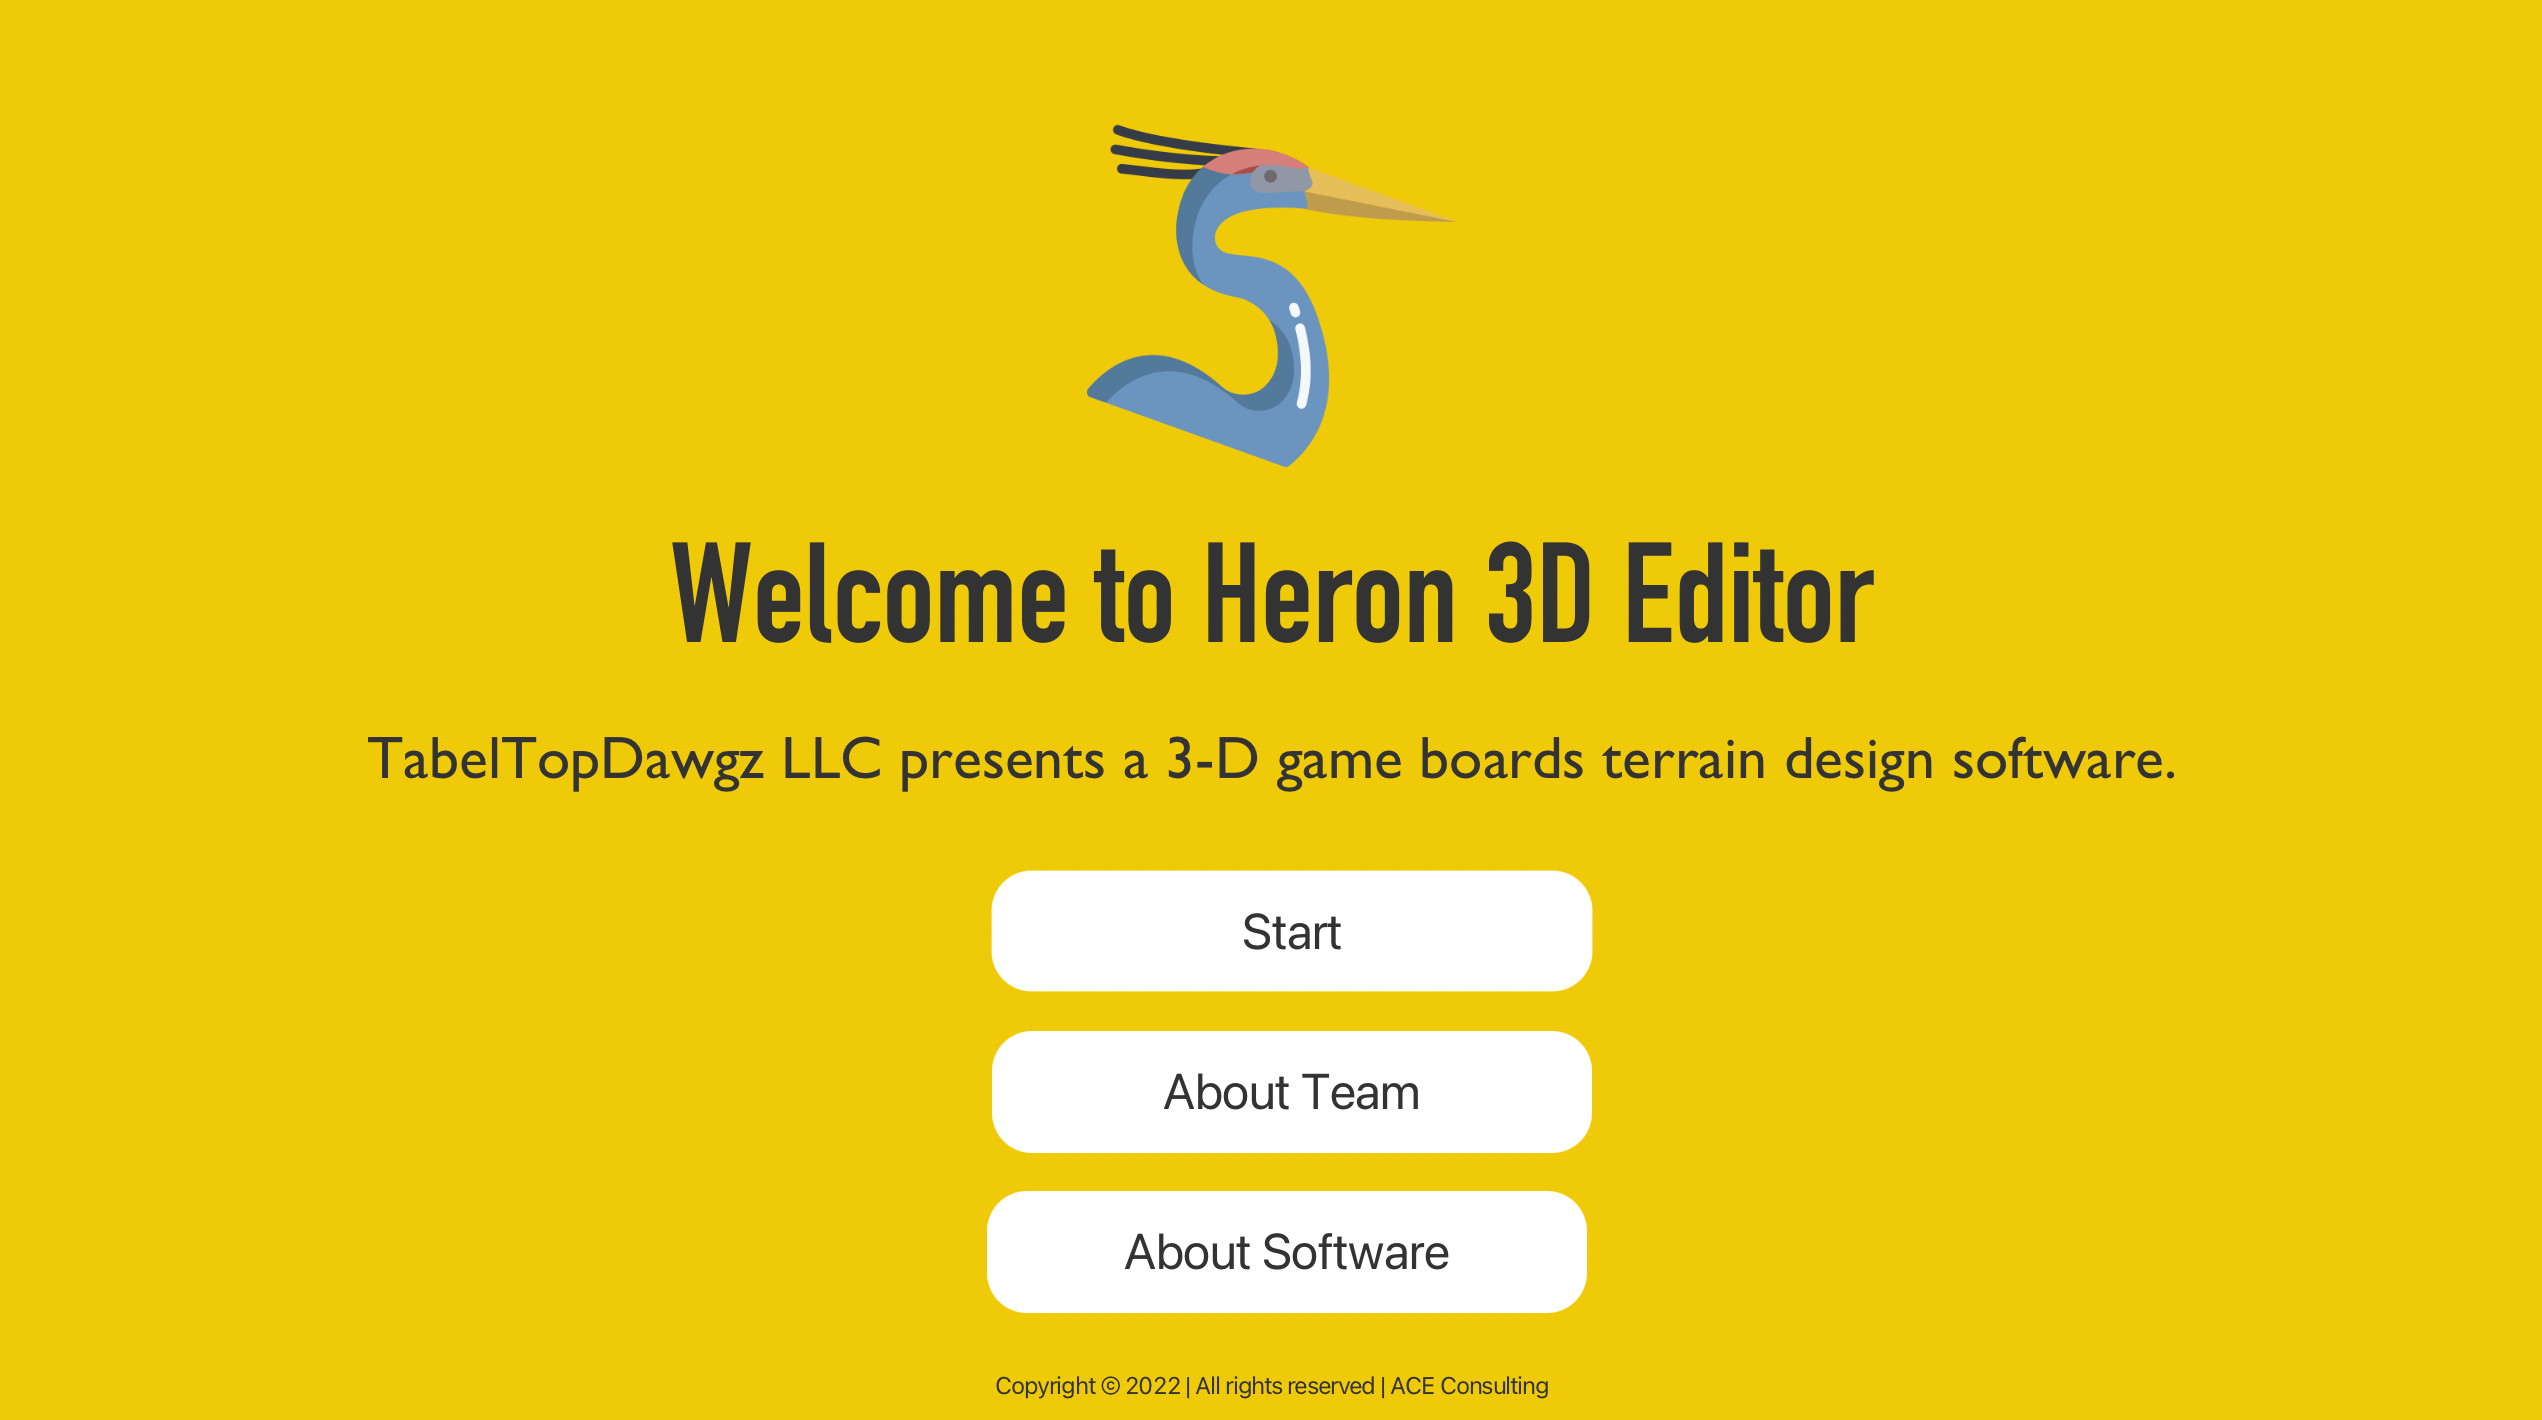 Welcome to Heron 3D Editor
TabelTopDawgz LLC presents a 3-D game boards terrain design software.
Start
About Team
About Software
Copyright © 2022 | All rights reserved | ACE Consulting